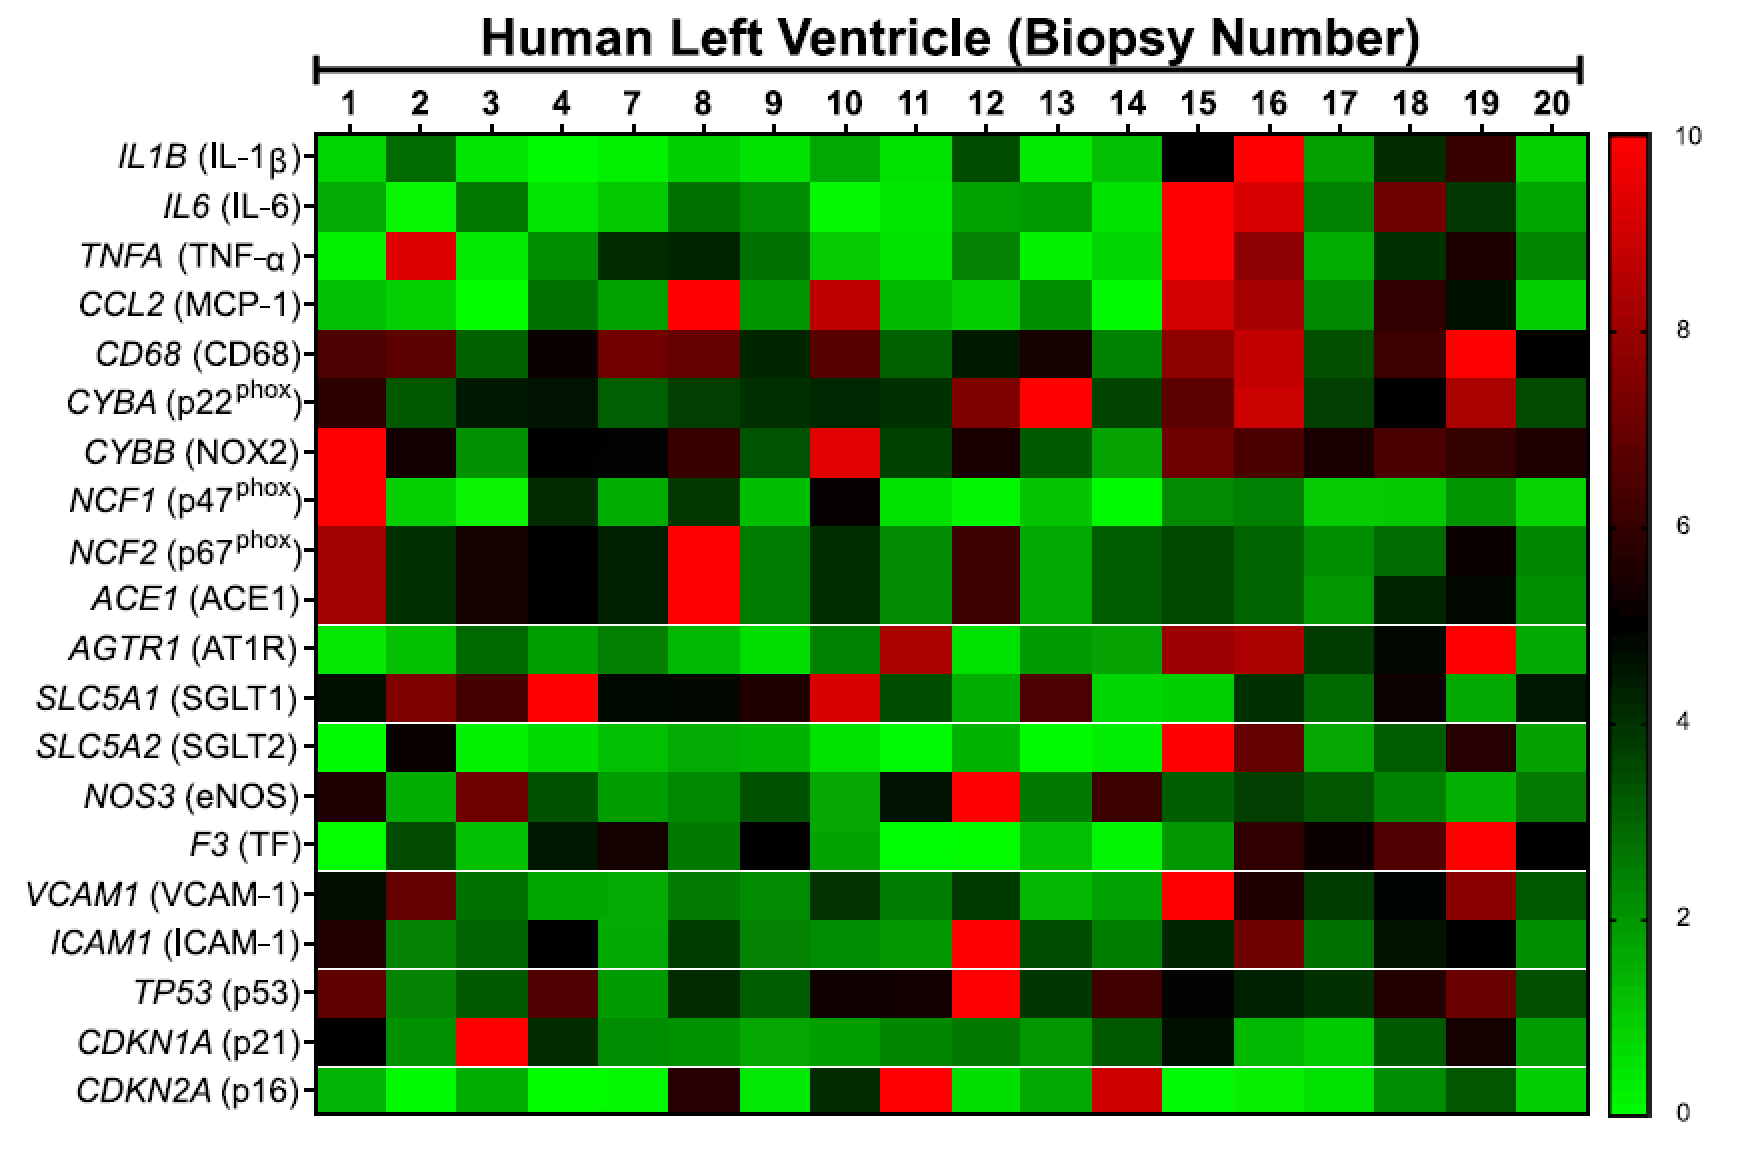 Human Left Ventricle (Biopsy Number)
1 2 3 4 7 8 9 10 11 12 13 14 15 16 17 18 19 20
IL1B (IL-1β)
IL6 (IL-6)
TNFA (TNF-α)
CCL2 (MCP-1)
CD68 (CD68)
CYBA (p22phox)
CYBB (NOX2)
NCF1 (p47phox)
NCF2 (p67phox)
ACE1 (ACE1)
AGTR1 (AT1R)
SLC5A1 (SGLT1)
SLC5A2 (SGLT2)
NOS3 (eNOS)
F3 (TF)
VCAM1 (VCAM-1)
ICAM1 (ICAM-1)
TP53 (p53)
CDKN1A (p21)
CDKN2A (p16)
10
8
6
4
2
0